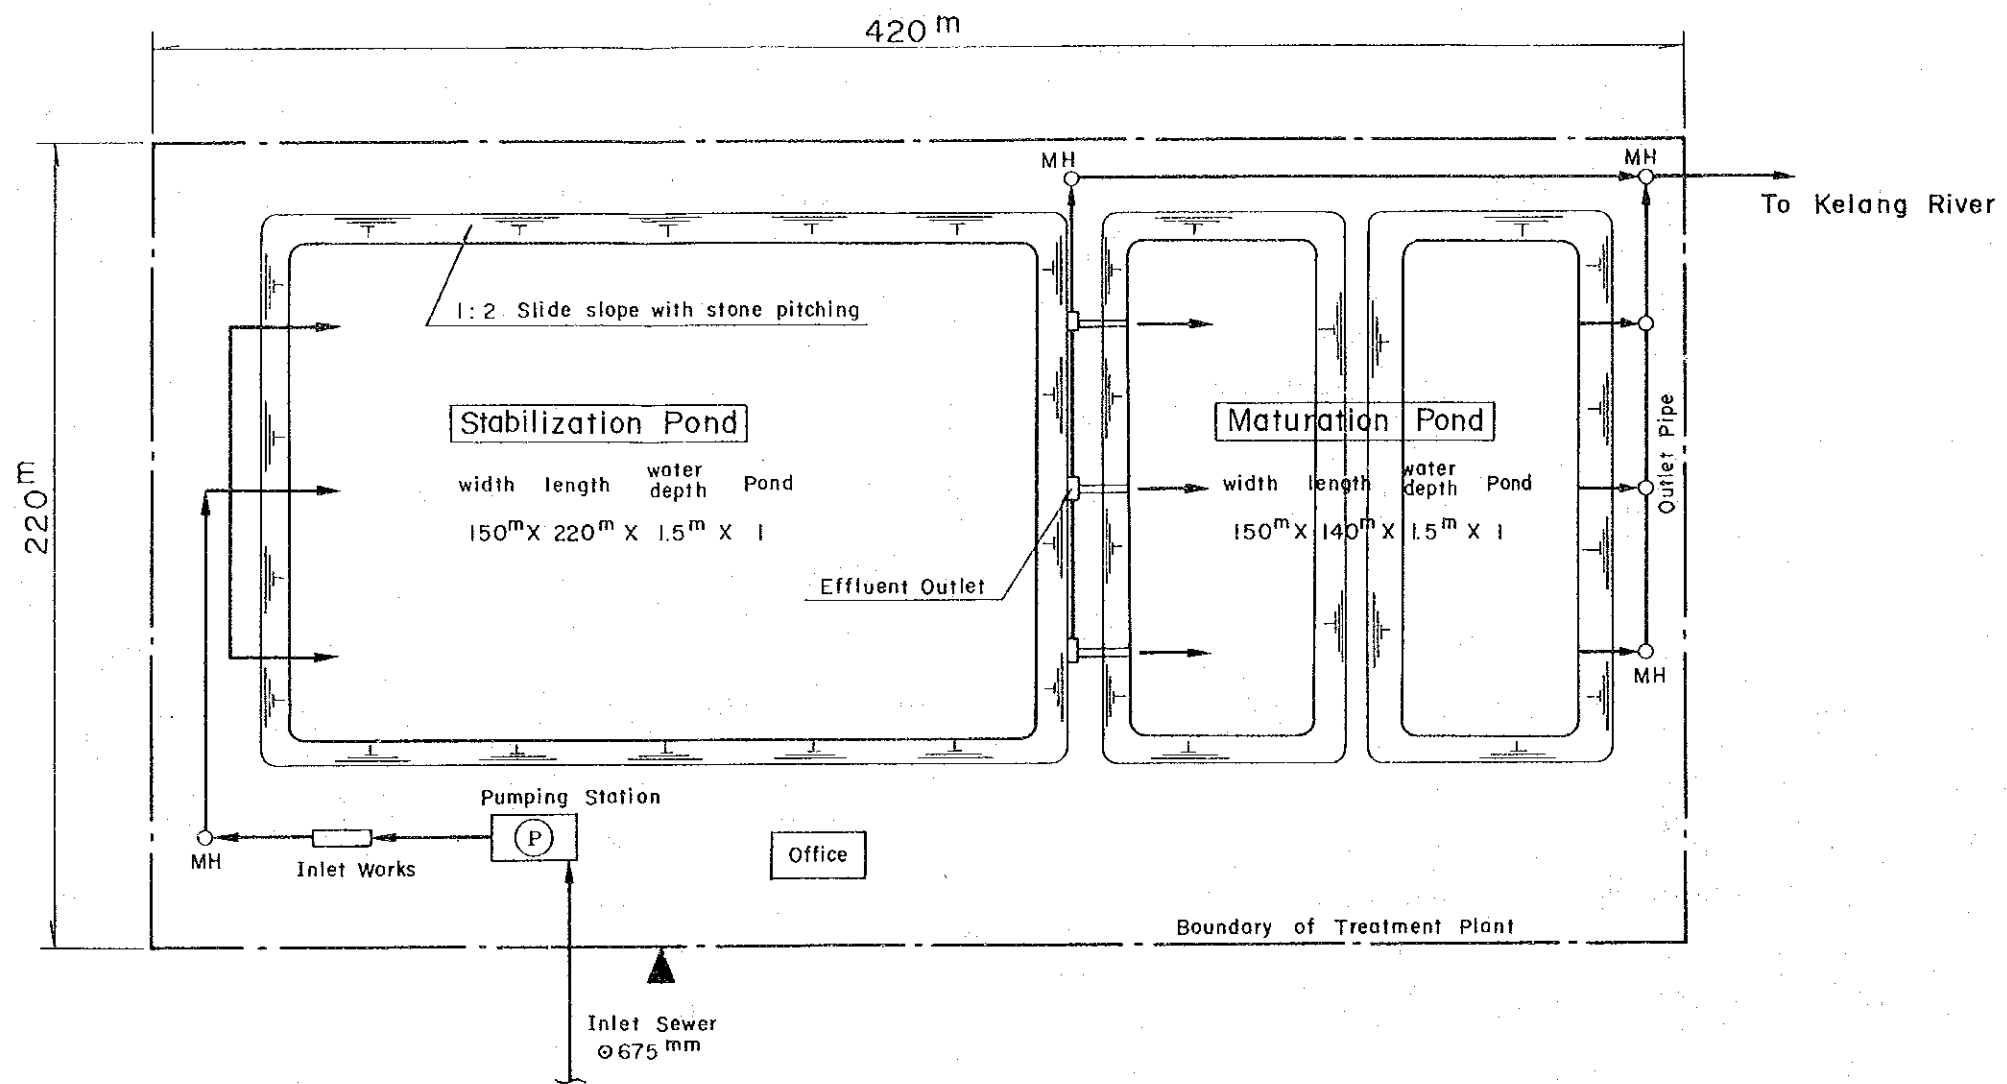 420 m
MH
MH
To Kelang River
1:2 Slide slope with stone pitching
Stabilization Pond
width length water depth Pond
150m X 220m X 1.5m X 1
Maturation Pond
width length water depth Pond
150m X 140m X 1.5m X 1
Outlet Pipe
220m
Effluent Outlet
MH
Pumping Station
P
MH
Inlet Works
Office
Boundary of Treatment Plant
Inlet Sewer
⌀675 mm